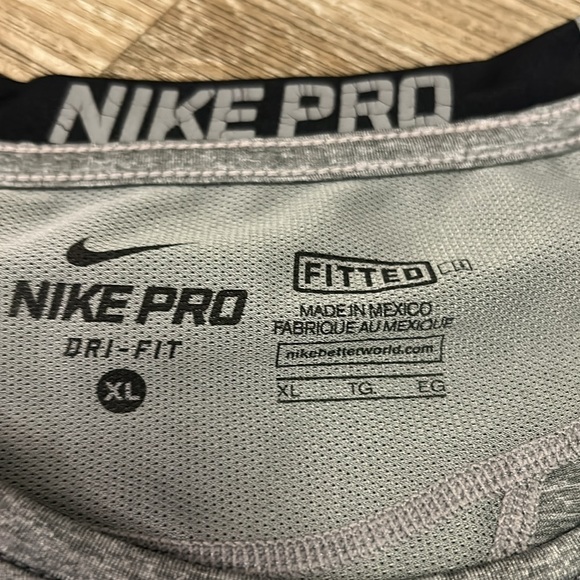 NIKE PRO
NIKE PRO
DRI-FIT
XL
FITTED
MADE IN MEXICO
FABRIQUE AU MEXIQUE
nikebetterworld.com
XL TG EG